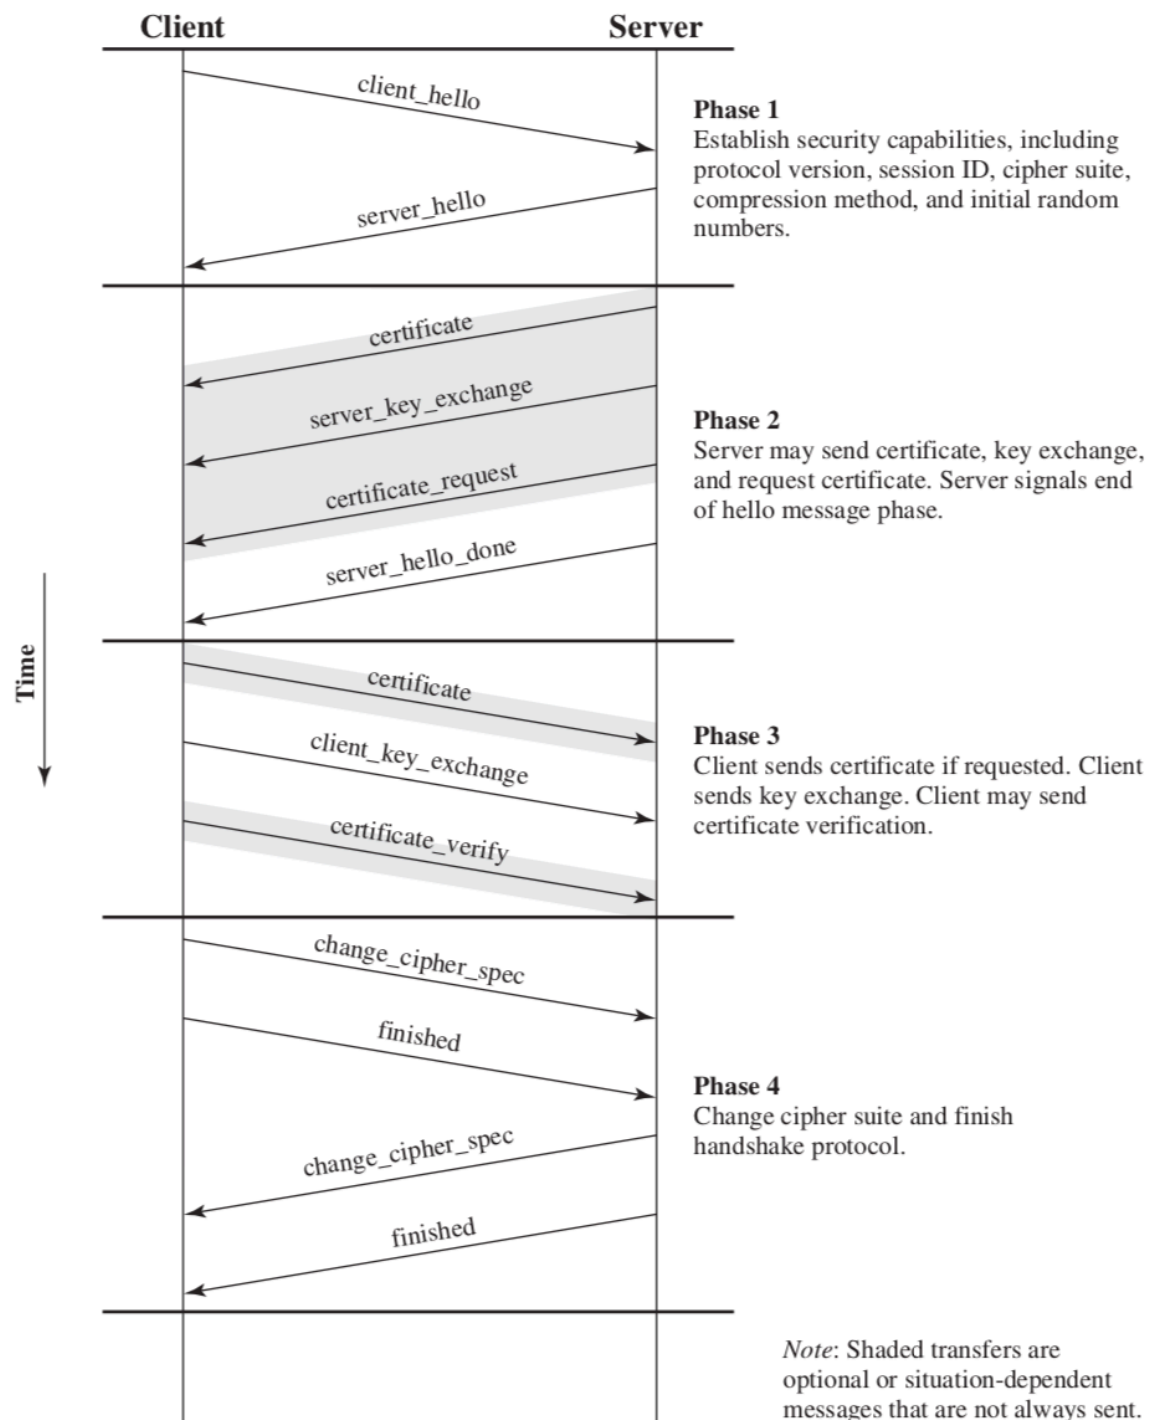 Client Server
client_hello
server_hello
Phase 1
Establish security capabilities, including
protocol version, session ID, cipher suite,
compression method, and initial random
numbers.
certificate
server_key_exchange
certificate_request
server_hello_done
Phase 2
Server may send certificate, key exchange,
and request certificate. Server signals end
of hello message phase.
Time
certificate
client_key_exchange
certificate_verify
Phase 3
Client sends certificate if requested. Client
sends key exchange. Client may send
certificate verification.
change_cipher_spec
finished
change_cipher_spec
finished
Phase 4
Change cipher suite and finish
handshake protocol.
Note: Shaded transfers are
optional or situation-dependent
messages that are not always sent.